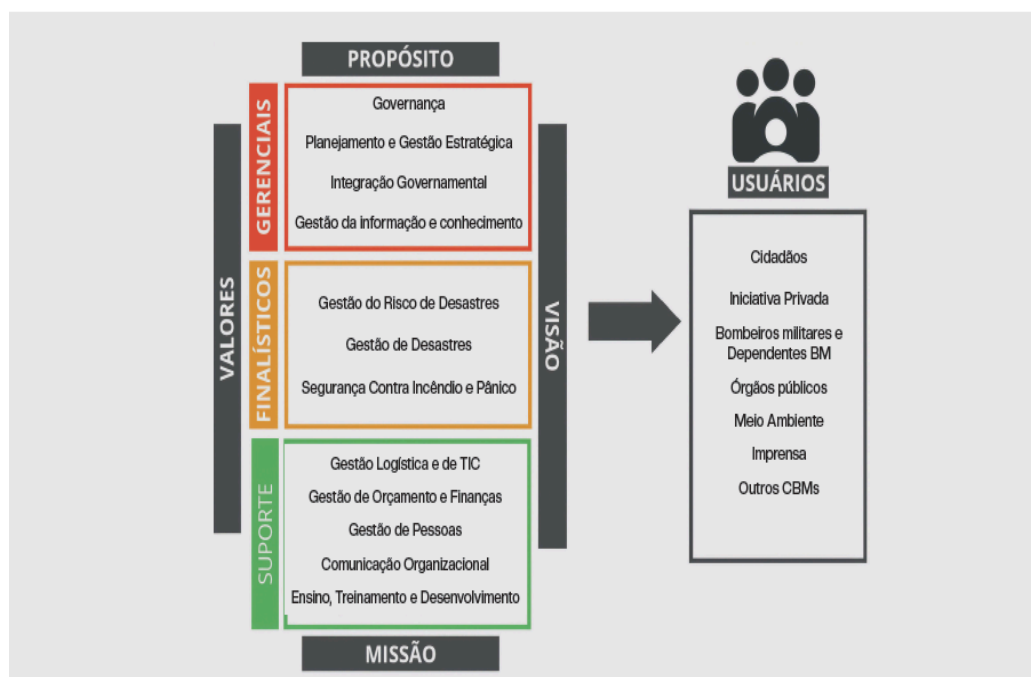 PROPÓSITO
VALORES
GERENCIAIS
Governança
Planejamento e Gestão Estratégica
Integração Governamental
Gestão da informação e conhecimento
FINALÍSTICOS
Gestão do Risco de Desastres
Gestão de Desastres
Segurança Contra Incêndio e Pânico
SUPORTE
Gestão Logística e de TIC
Gestão de Orçamento e Finanças
Gestão de Pessoas
Comunicação Organizacional
Ensino, Treinamento e Desenvolvimento
VISÃO
MISSÃO
USUÁRIOS
Cidadãos
Iniciativa Privada
Bombeiros militares e
Dependentes BM
Órgãos públicos
Meio Ambiente
Imprensa
Outros CBMs